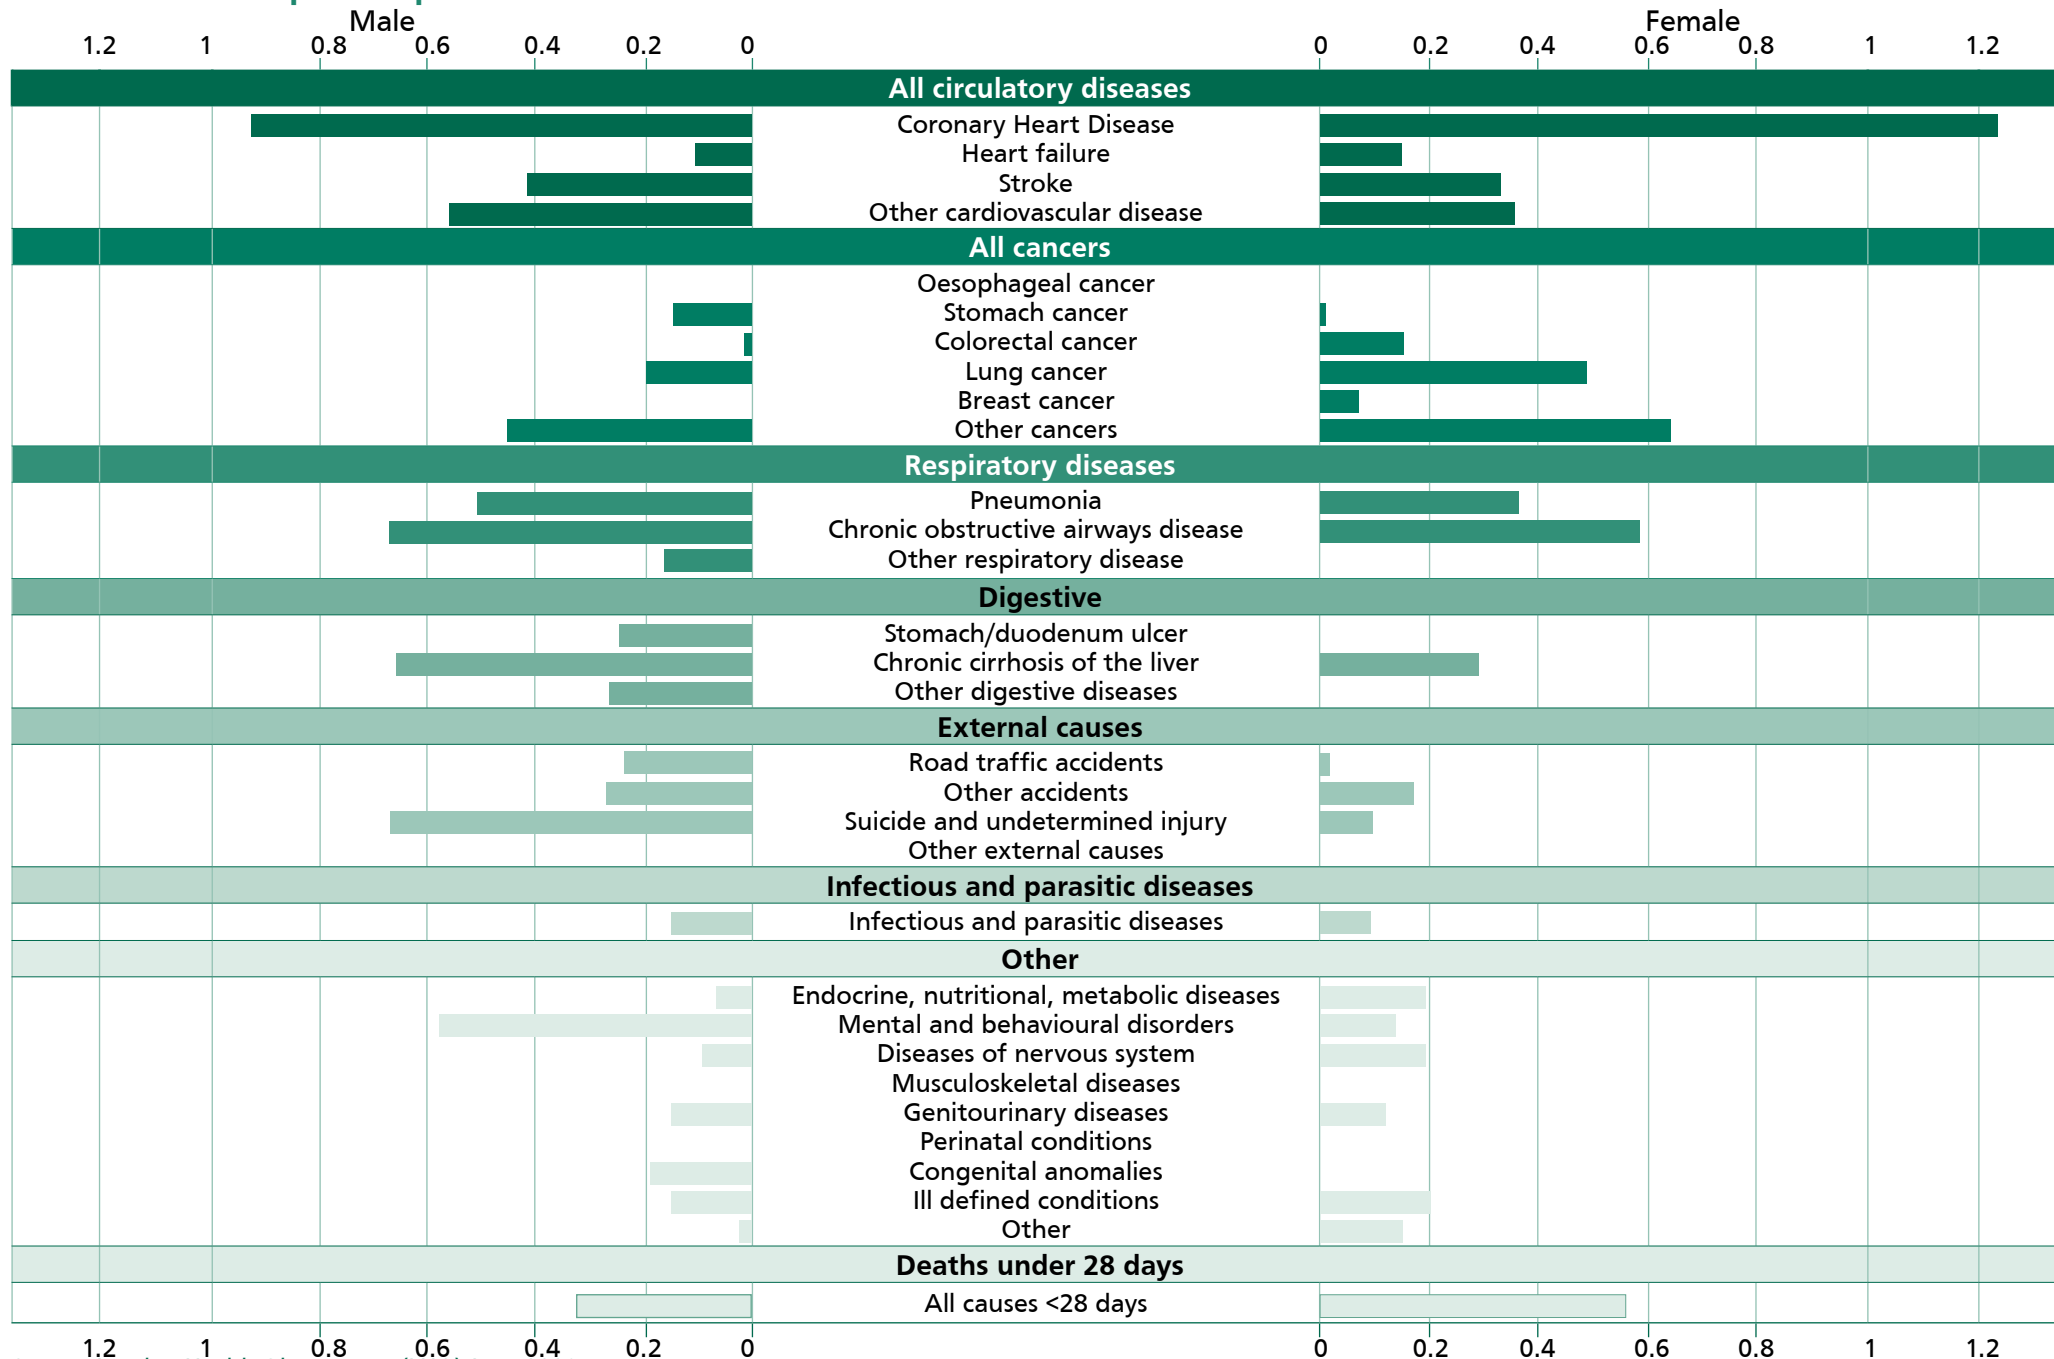 Male
Female
1.2 1 0.8 0.6 0.4 0.2 0 0 0.2 0.4 0.6 0.8 1 1.2
All circulatory diseases
Coronary Heart Disease
Heart failure
Stroke
Other cardiovascular disease
All cancers
Oesophageal cancer
Stomach cancer
Colorectal cancer
Lung cancer
Breast cancer
Other cancers
Respiratory diseases
Pneumonia
Chronic obstructive airways disease
Other respiratory disease
Digestive
Stomach/duodenum ulcer
Chronic cirrhosis of the liver
Other digestive diseases
External causes
Road traffic accidents
Other accidents
Suicide and undetermined injury
Other external causes
Infectious and parasitic diseases
Infectious and parasitic diseases
Other
Endocrine, nutritional, metabolic diseases
Mental and behavioural disorders
Diseases of nervous system
Musculoskeletal diseases
Genitourinary diseases
Perinatal conditions
Congenital anomalies
Ill defined conditions
Other
Deaths under 28 days
All causes <28 days
1.2 1 0.8 0.6 0.4 0.2 0 0 0.2 0.4 0.6 0.8 1 1.2